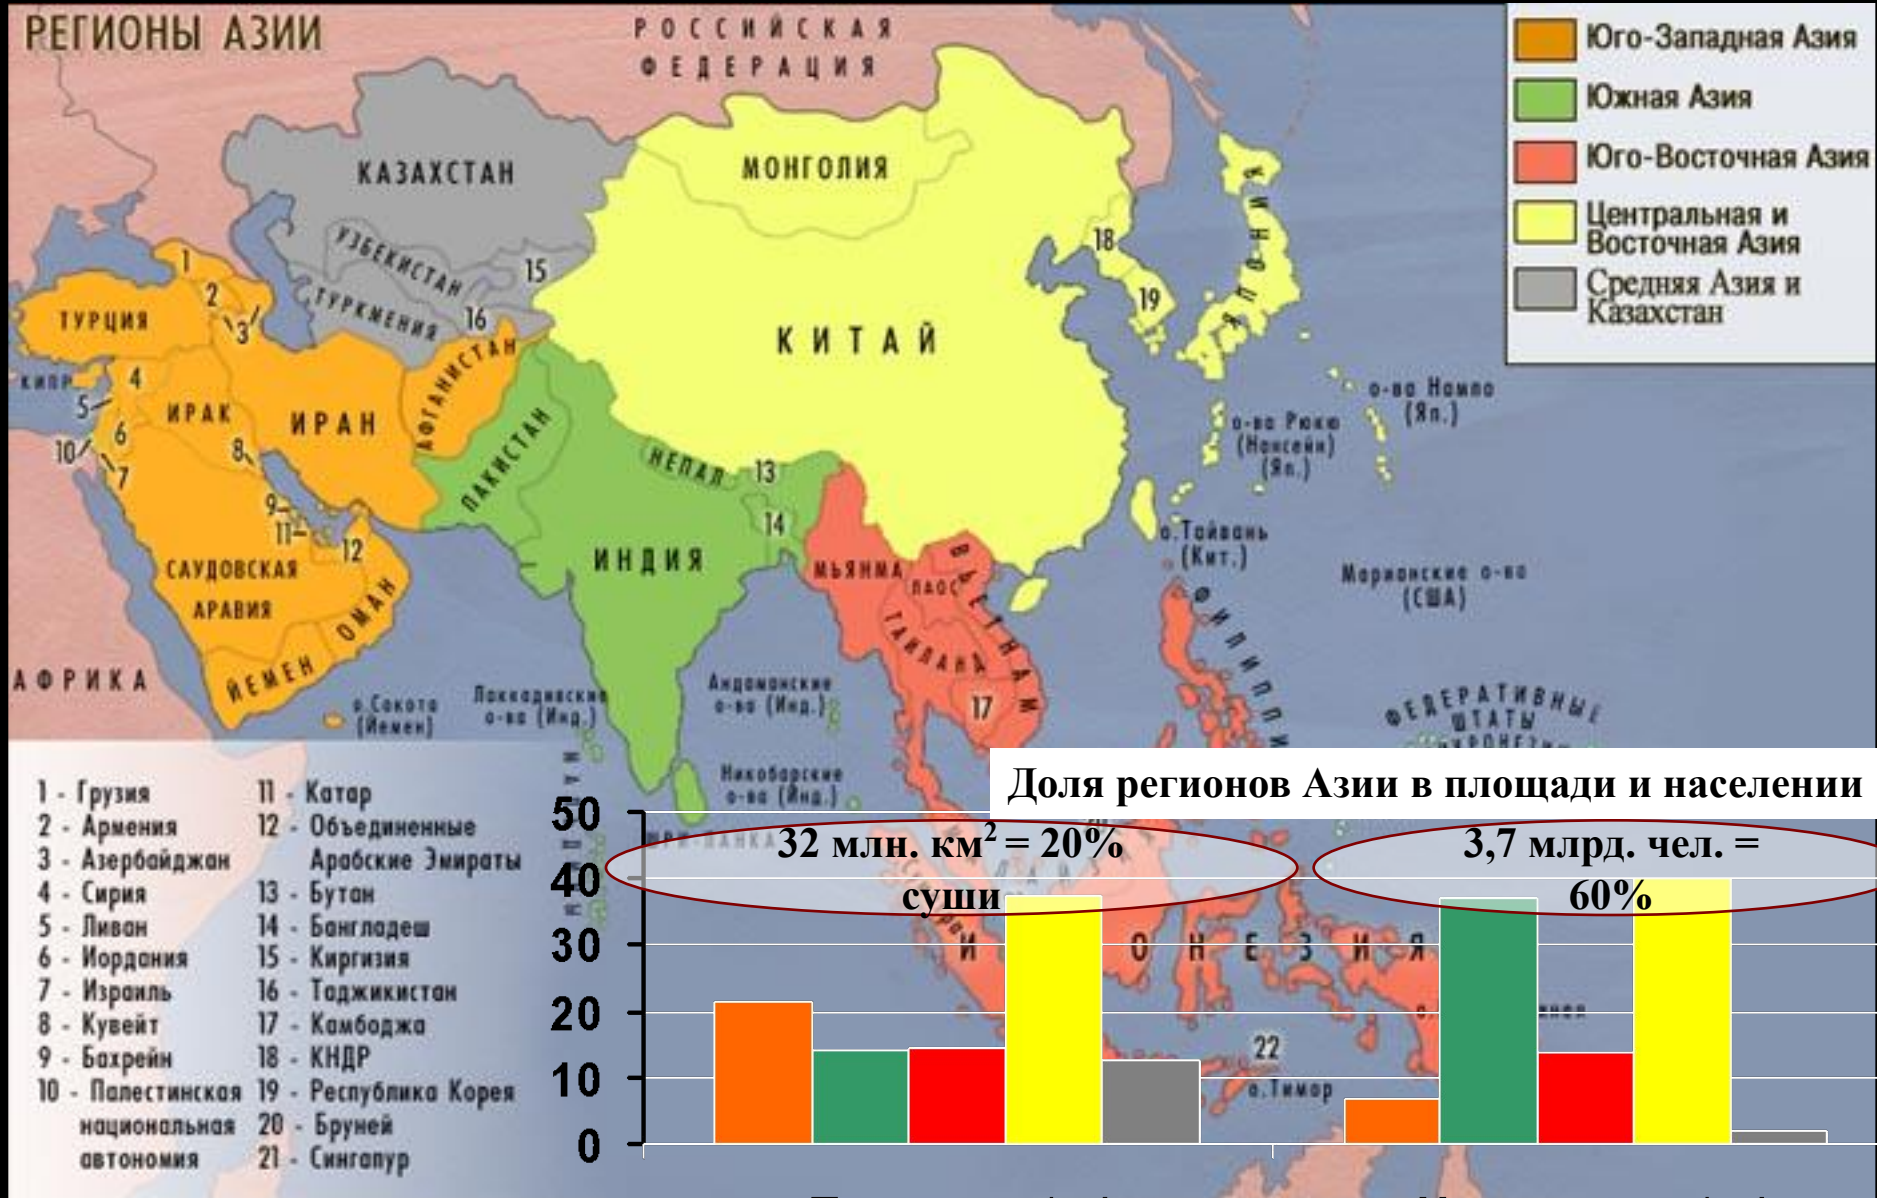 РЕГИОНЫ АЗИИ
РОССИЙСКАЯ
ФЕДЕРАЦИЯ
Юго-Западная Азия
Южная Азия
Юго-Восточная Азия
Центральная и
Восточная Азия
Средняя Азия и
Казахстан
КАЗАХСТАН
МОНГОЛИЯ
УЗБЕКИСТАН
ТУРКМЕНИЯ
15
16
18
19
ЯПОНИЯ
1
2
3
ТУРЦИЯ
КИТАЙ
КИПР
4
5
6
7
8
9
10
11
12
ИРАК
ИРАН
АФГАНИСТАН
ПАКИСТАН
НЕПАЛ
13
14
ИНДИЯ
о-ва Нампо
(Яп.)
о-ва Рюкю
(Нансейи)
(Яп.)
о.Тайвань
(Кит.)
Марианские о-ва
(США)
САУДОВСКАЯ
АРАВИЯ
ОМАН
ЙЕМЕН
МЬЯНМА
ЛАОС
ВЬЕТНАМ
ТАИЛАНД
17
АФРИКА
о.Сокота
(Йемен)
Лаккадивские
о-ва (Инд.)
Андаманские
о-ва (Инд.)
Никобарские
о-ва (Инд.)
ФЕДЕРАТИВНЫЕ
ШТАТЫ
ШРИ-ЛАНКА
Доля регионов Азии в площади и населении
32 млн. км² = 20%
суши
3,7 млрд. чел. =
60%
50
40
30
20
10
0
ИНДОНЕЗИЯ
22
о.Тимор
1 - Грузия
2 - Армения
3 - Азербайджан
4 - Сирия
5 - Ливан
6 - Иордания
7 - Израиль
8 - Кувейт
9 - Бахрейн
10 - Палестинская
национальная
автономия
11 - Катар
12 - Объединенные
Арабские Эмираты
13 - Бутан
14 - Бангладеш
15 - Киргизия
16 - Таджикистан
17 - Камбоджа
18 - КНДР
19 - Республика Корея
20 - Бруней
21 - Сингапур